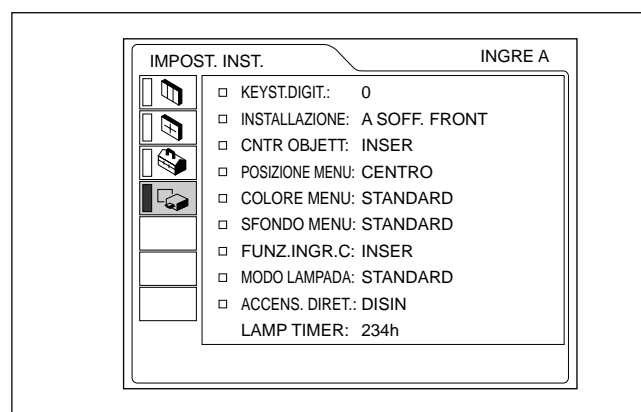 IMPOST. INST. INGRE A
KEYST.DIGIT.: 0
INSTALLAZIONE: A SOFF. FRONT
CNTR OBJETT: INSER
POSIZIONE MENU: CENTRO
COLORE MENU: STANDARD
SFONDO MENU: STANDARD
FUNZ.INGR.C: INSER
MODO LAMPADA: STANDARD
ACCENS. DIRET.: DISIN
LAMP TIMER: 234h